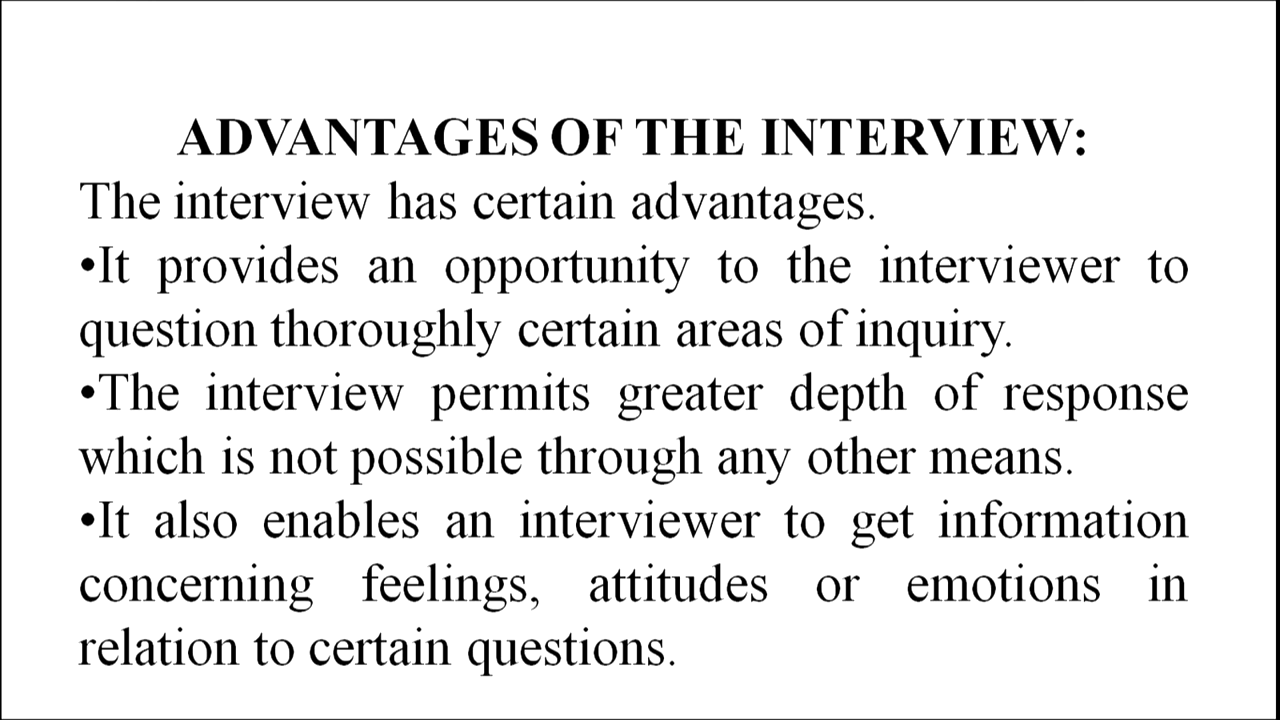 ADVANTAGES OF THE INTERVIEW:
The interview has certain advantages.
•It provides an opportunity to the interviewer to
question thoroughly certain areas of inquiry.
•The interview permits greater depth of response
which is not possible through any other means.
•It also enables an interviewer to get information
concerning feelings, attitudes or emotions in
relation to certain questions.